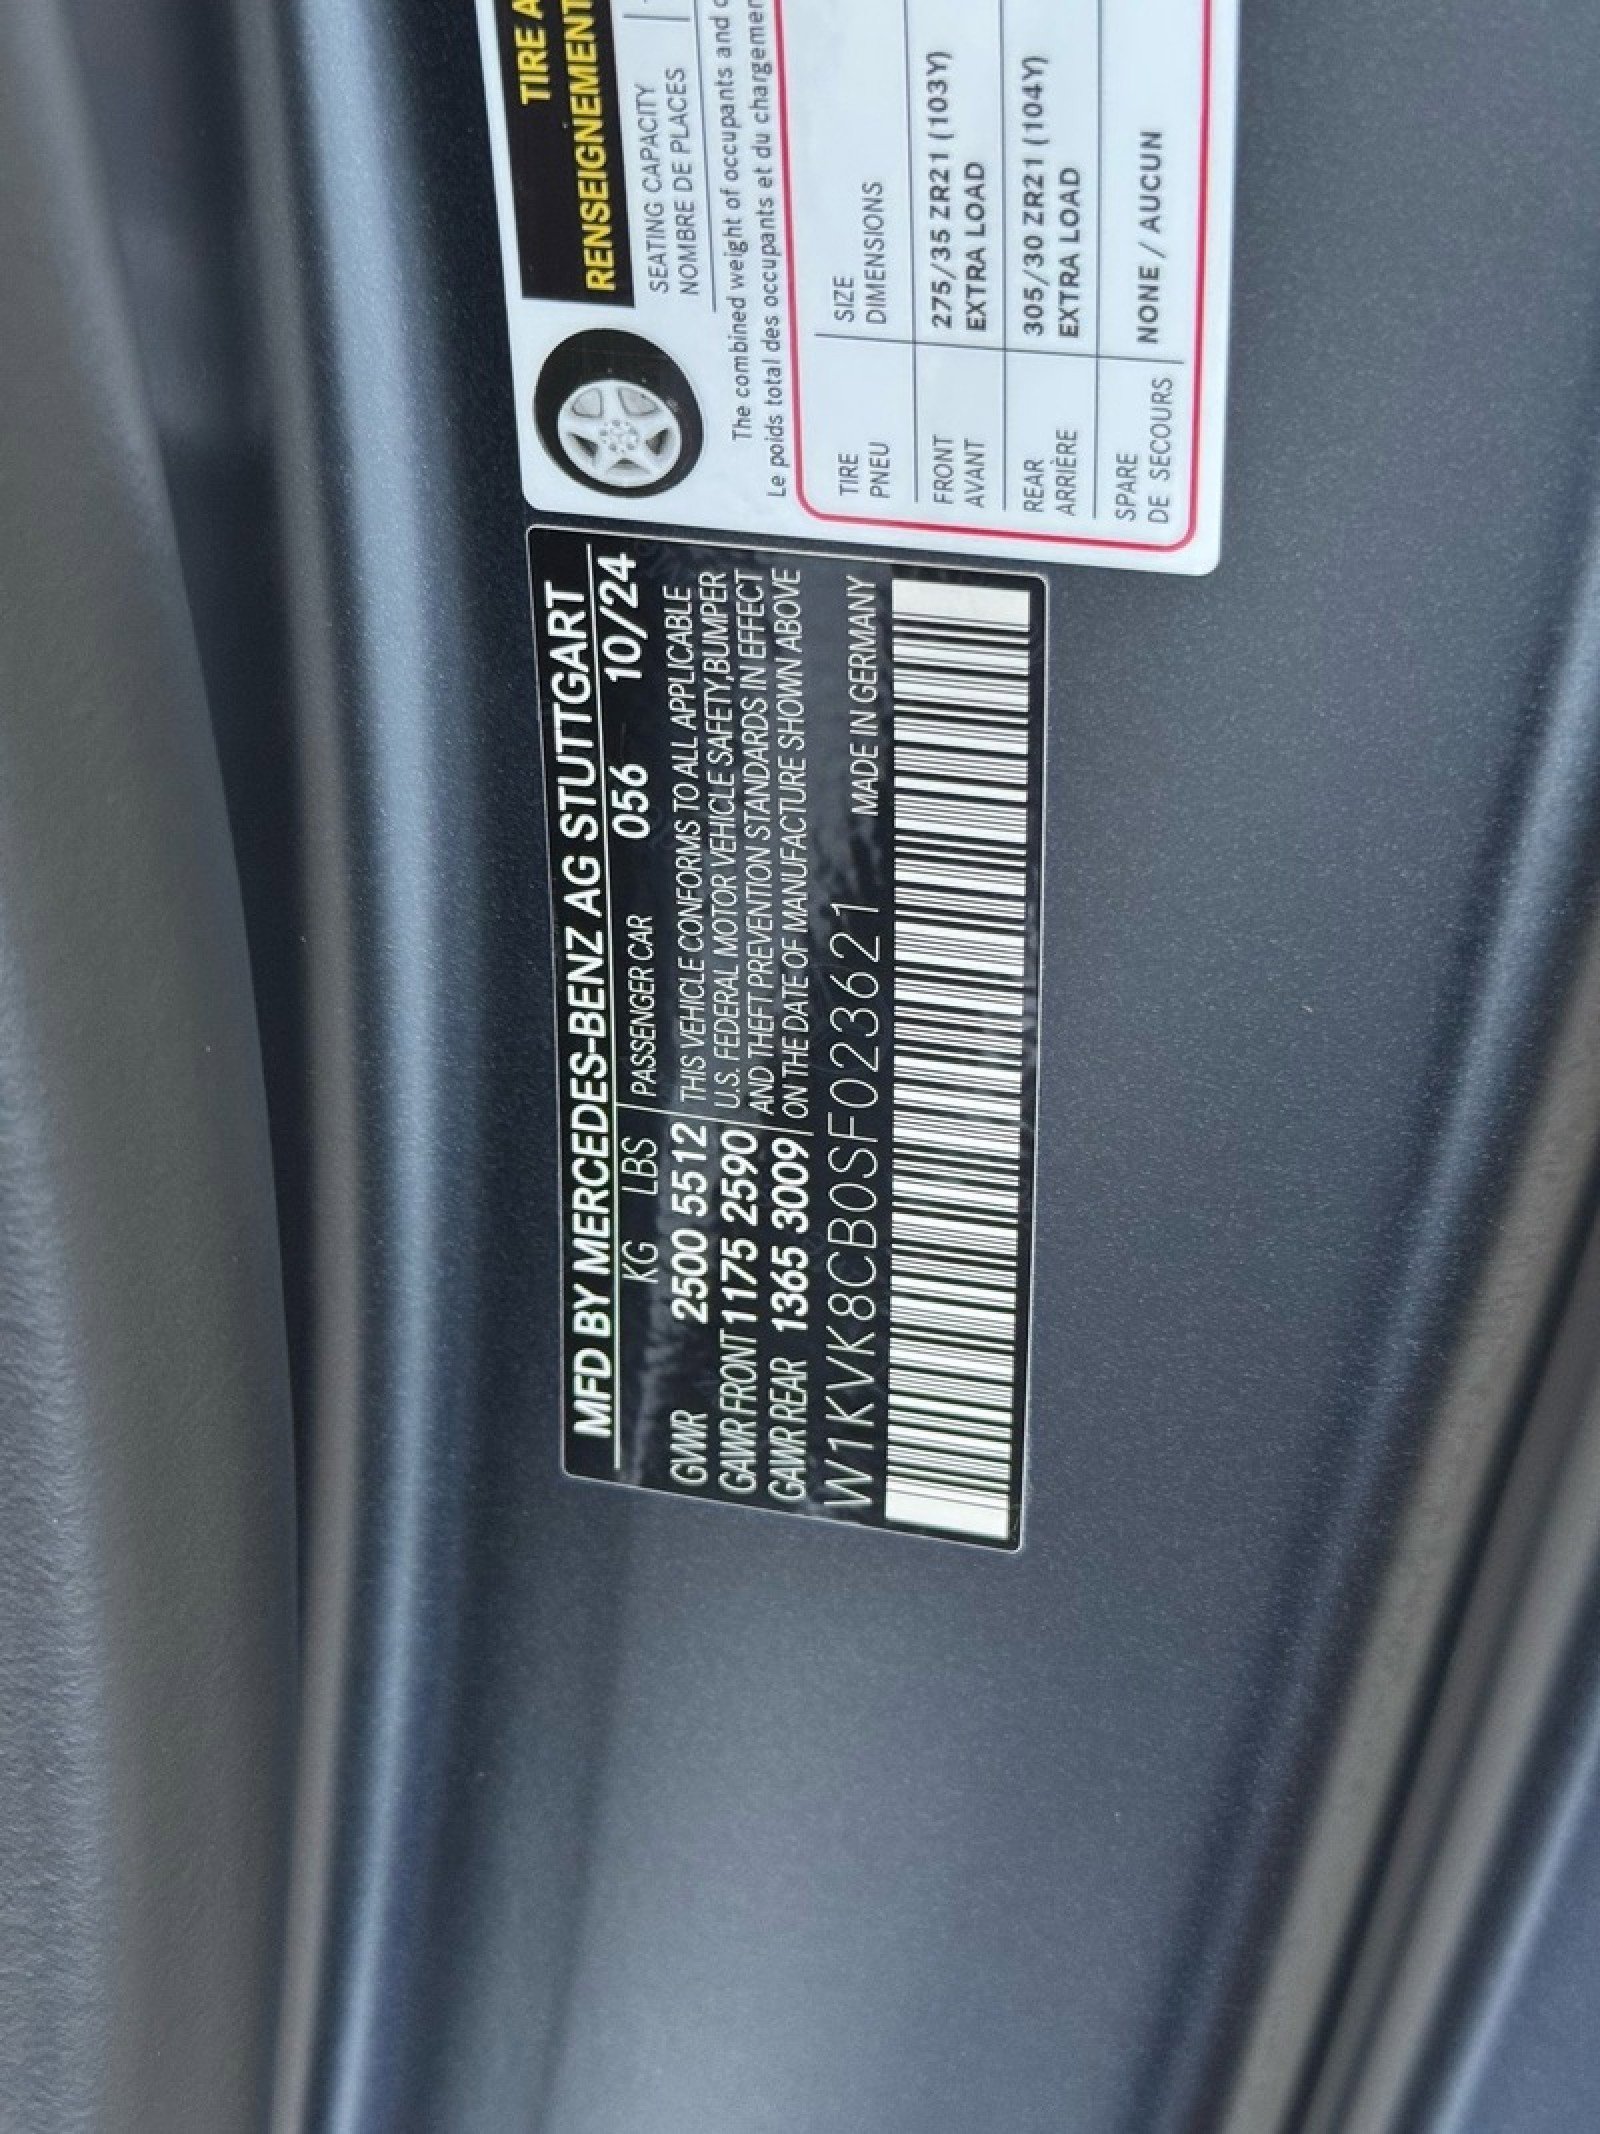 MFD BY MERCEDES-BENZ AG STUTTGART
KG LBS PASSENGER CAR 056 10/24
GVWR 2500 5512 THIS VEHICLE CONFORMS TO ALL APPLICABLE
GAWR FRONT 1175 2590 U.S. FEDERAL MOTOR VEHICLE SAFETY,BUMPER
GAWR REAR 1365 3009 AND THEFT PREVENTION STANDARDS IN EFFECT
ON THE DATE OF MANUFACTURE SHOWN ABOVE
W1KVK8CB0SF023621 MADE IN GERMANY
TIRE A
RENSEIGNEMENT
SEATING CAPACITY
NOMBRE DE PLACES
The combined weight of occupants and
Le poids total des occupants et du chargemen
TIRE SIZE
PNEU DIMENSIONS
FRONT 275/35 ZR21 (103Y)
AVANT EXTRA LOAD
REAR 305/30 ZR21 (104Y)
ARRIÈRE EXTRA LOAD
SPARE NONE / AUCUN
DE SECOURS